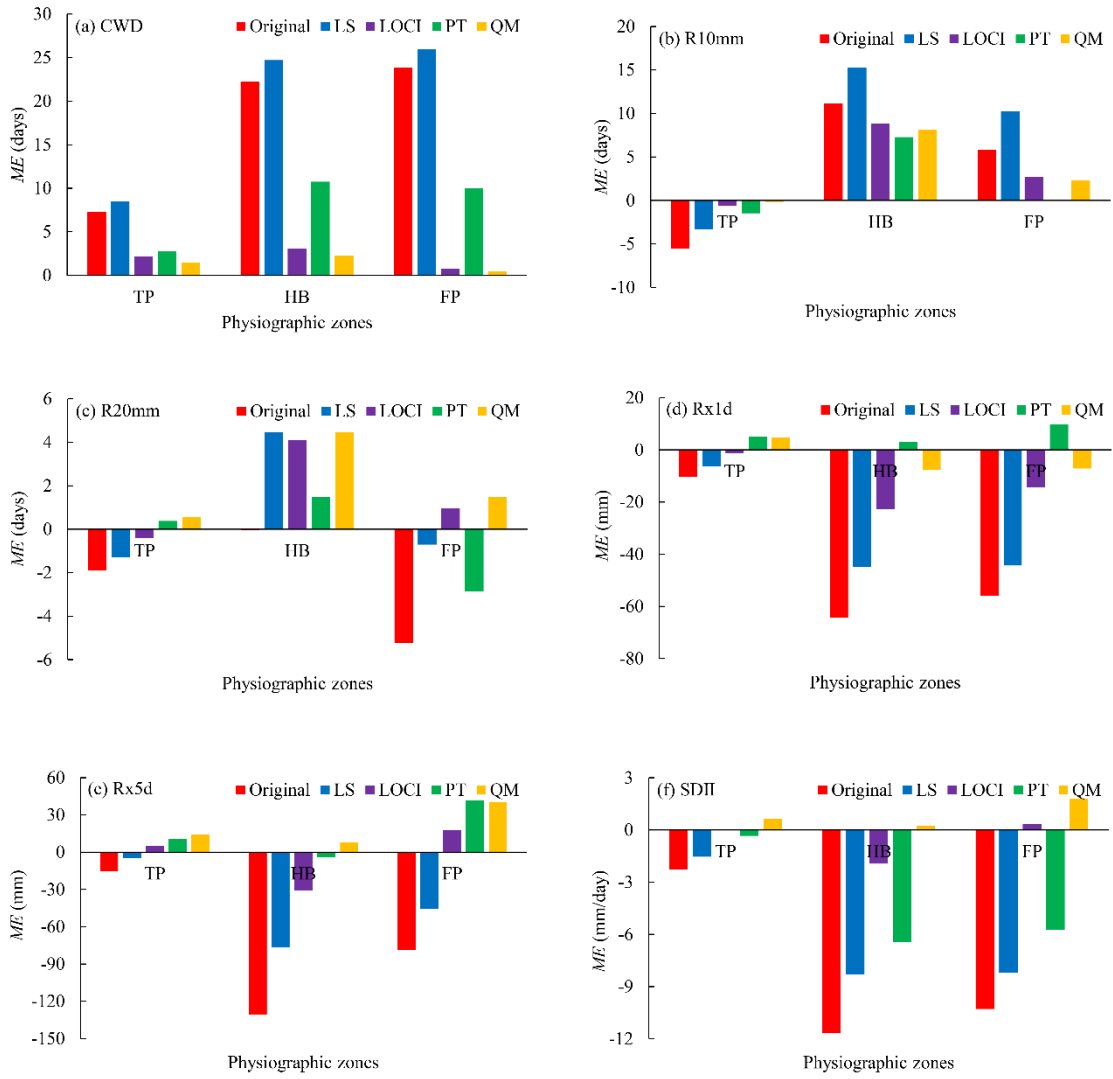 (a) CWD
Original LS LOCI PT QM
30
25
20
15
10
5
0
ME (days)
TP HB FP
Physiographic zones
(b) R10mm
Original LS LOCI PT QM
20
15
10
5
0
-5
-10
ME (days)
TP HB FP
Physiographic zones
(c) R20mm
Original LS LOCI PT QM
6
4
2
0
-2
-4
-6
ME (days)
TP HB FP
Physiographic zones
(d) Rx1d
Original LS LOCI PT QM
20
0
-20
-40
-60
-80
ME (mm)
TP HB FP
Physiographic zones
(e) Rx5d
Original LS LOCI PT QM
60
30
0
-30
-60
-90
-120
-150
ME (mm)
TP HB FP
Physiographic zones
(f) SDII
Original LS LOCI PT QM
3
0
-3
-6
-9
-12
ME (mm/day)
TP HB FP
Physiographic zones